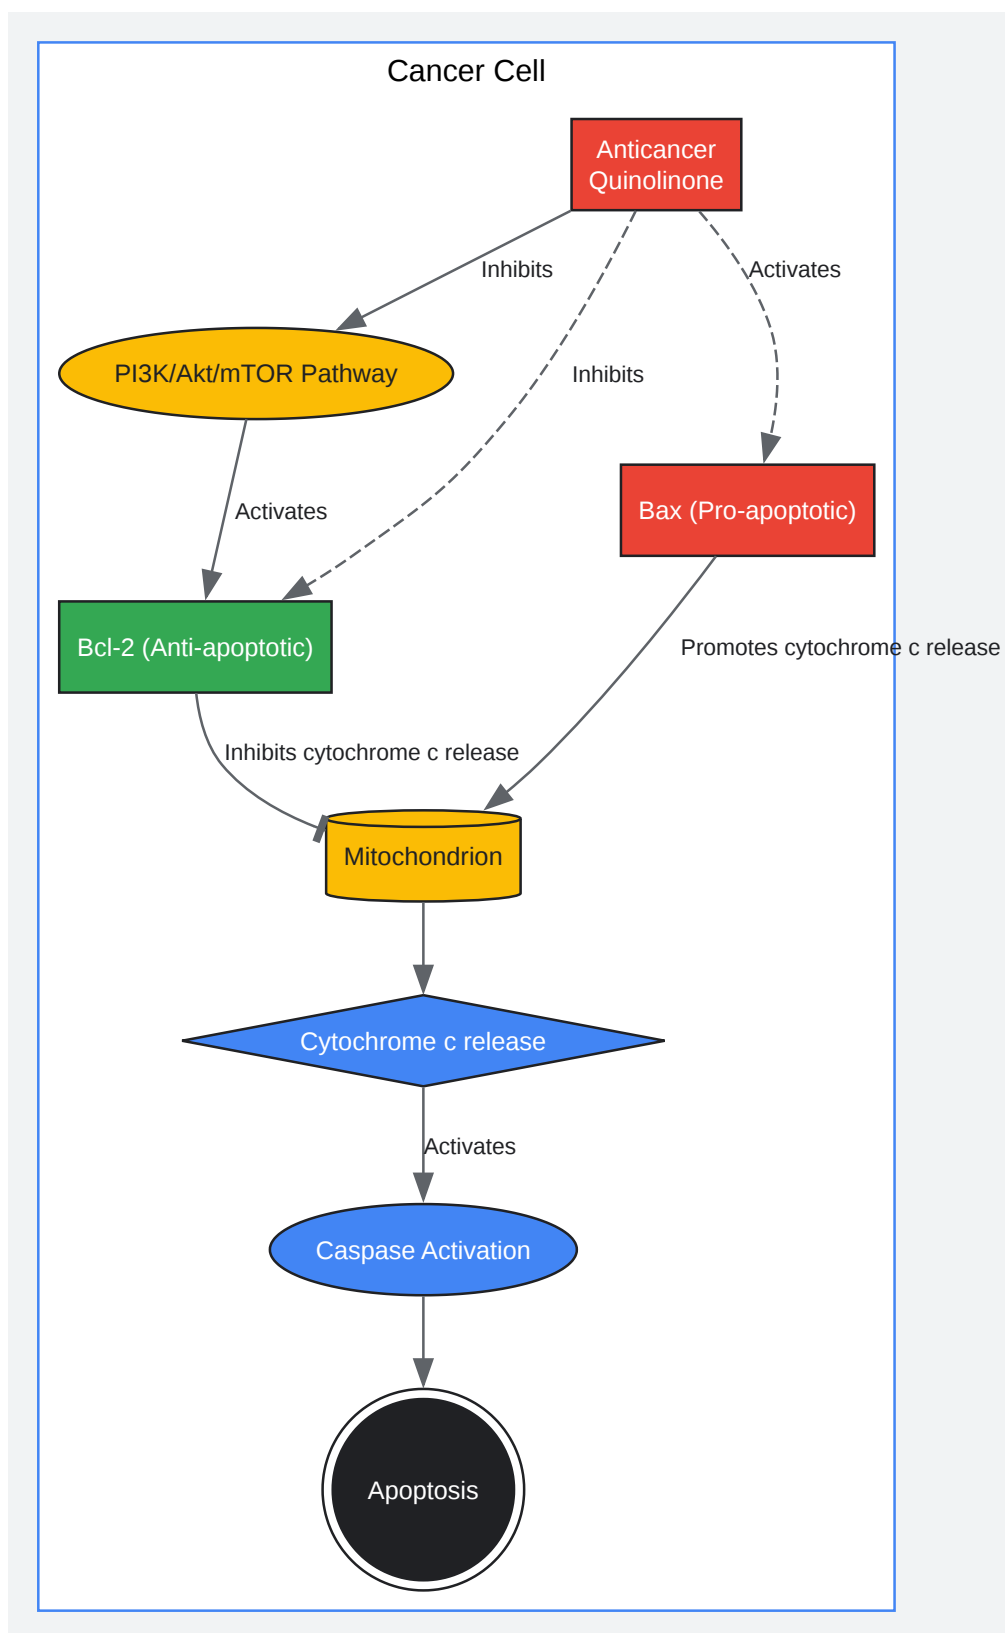 Cancer Cell
Anticancer
Quinolinone
Inhibits
Activates
PI3K/Akt/mTOR Pathway
Inhibits
Activates
Bax (Pro-apoptotic)
Bcl-2 (Anti-apoptotic)
Promotes cytochrome c release
Inhibits cytochrome c release
Mitochondrion
Cytochrome c release
Activates
Caspase Activation
Apoptosis